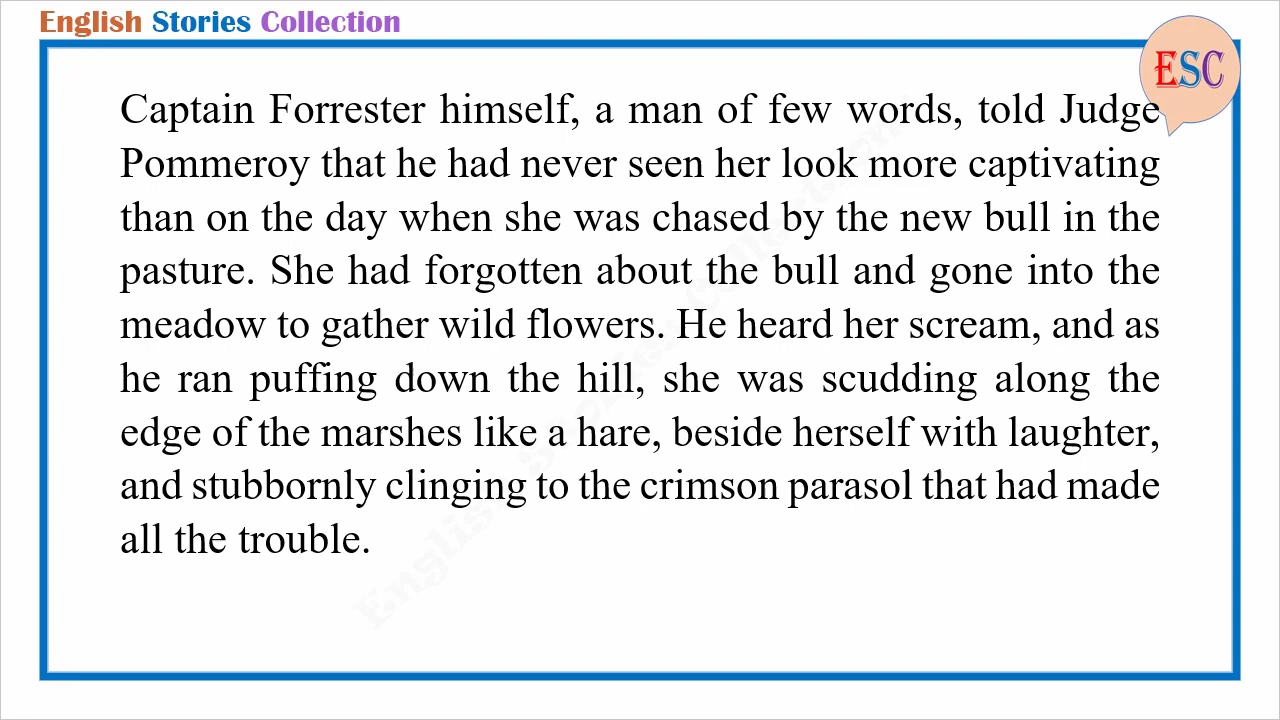 English Stories Collection
ESC
Captain Forrester himself, a man of few words, told Judge
Pommeroy that he had never seen her look more captivating
than on the day when she was chased by the new bull in the
pasture. She had forgotten about the bull and gone into the
meadow to gather wild flowers. He heard her scream, and as
he ran puffing down the hill, she was scudding along the
edge of the marshes like a hare, beside herself with laughter,
and stubbornly clinging to the crimson parasol that had made
all the trouble.
English Stories Collection